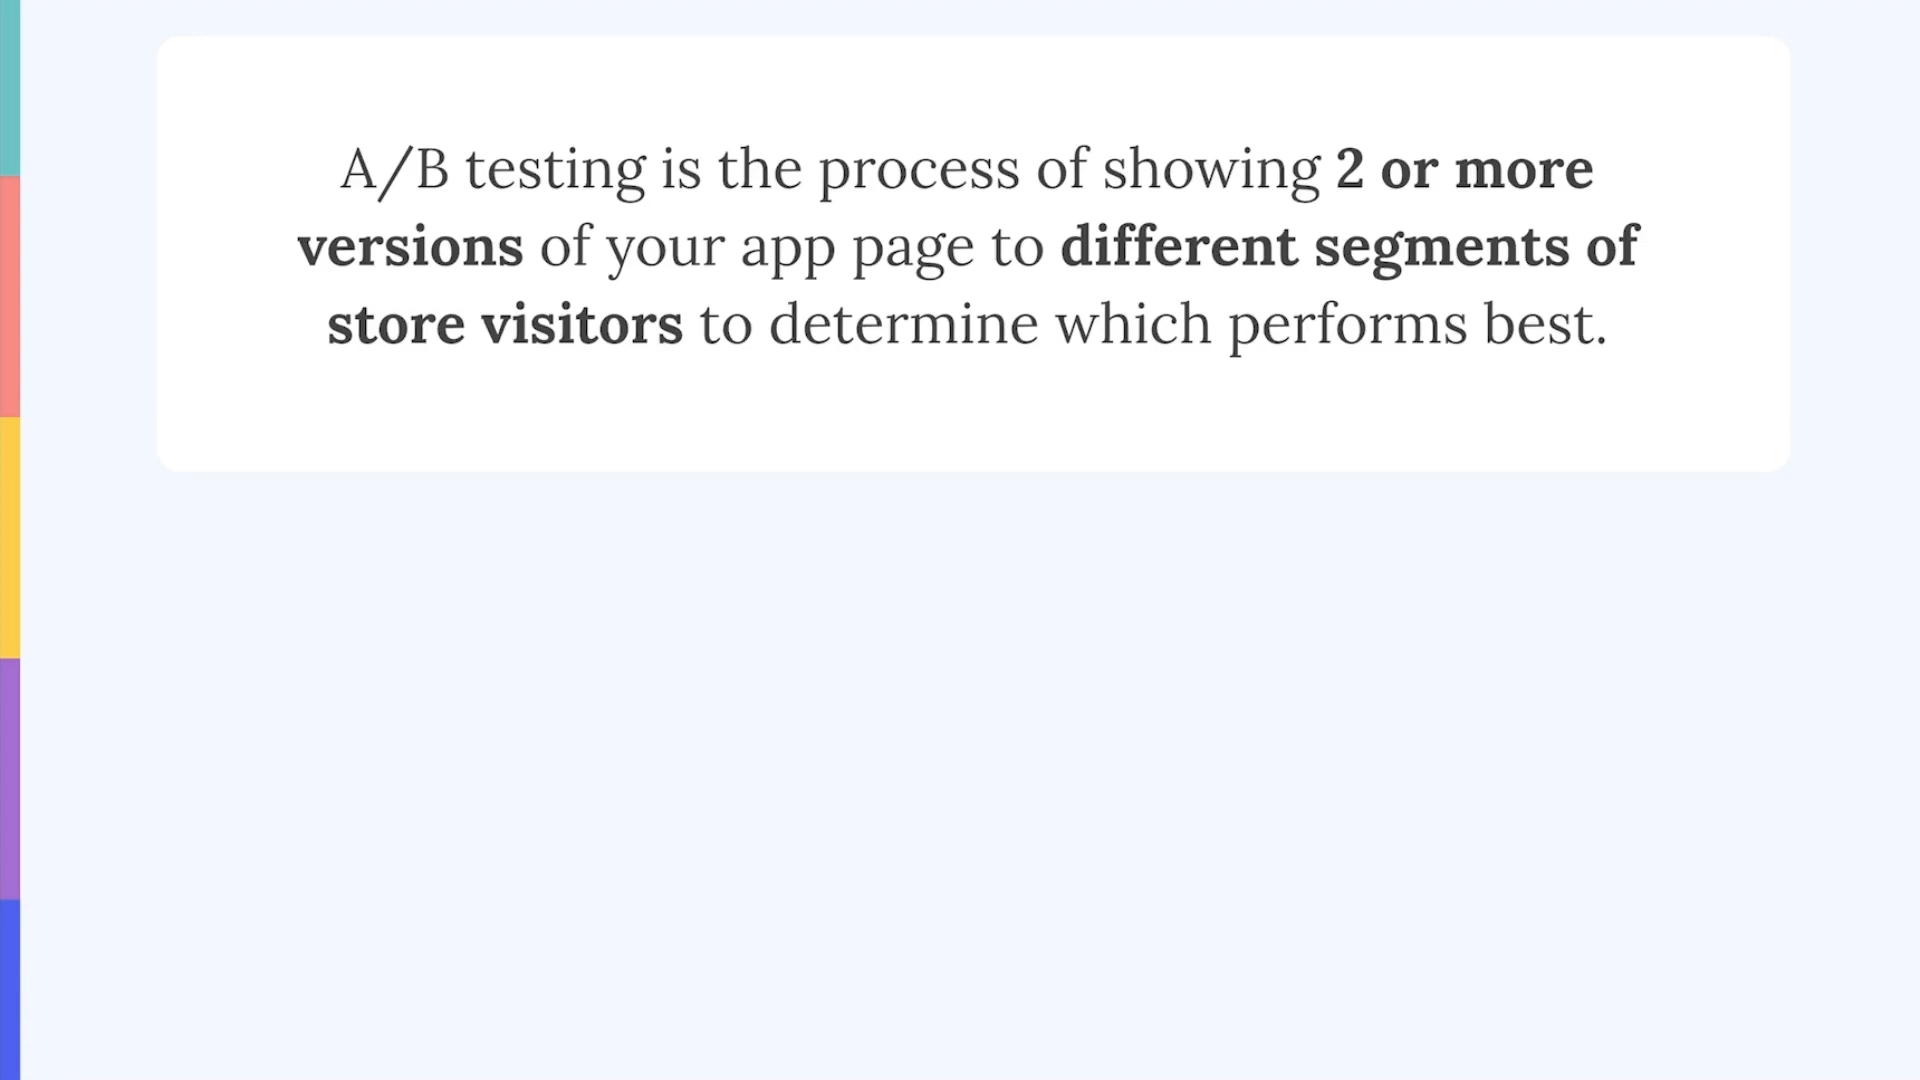 A/B testing is the process of showing 2 or more
versions of your app page to different segments of
store visitors to determine which performs best.